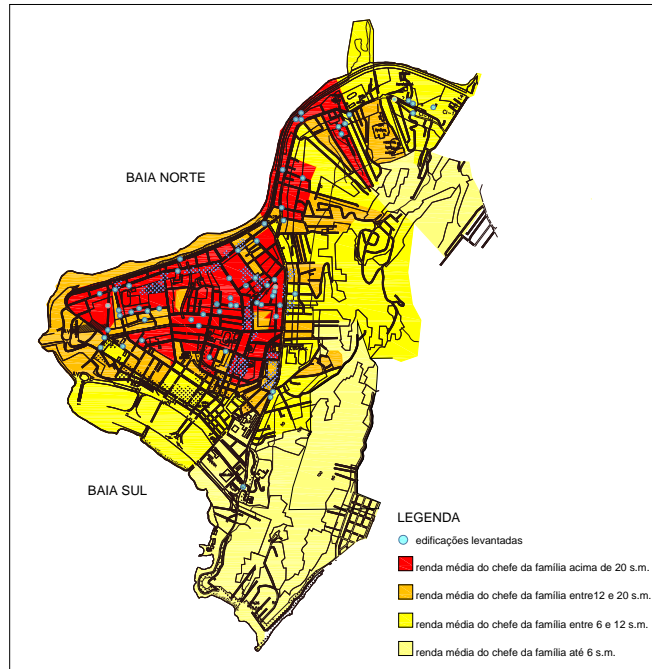 BAIA NORTE
BAIA SUL
LEGENDA
edificações levantadas
renda média do chefe da família acima de 20 s.m.
renda média do chefe da família entre12 e 20 s.m.
renda média do chefe da família entre 6 e 12 s.m.
renda média do chefe da família até 6 s.m.